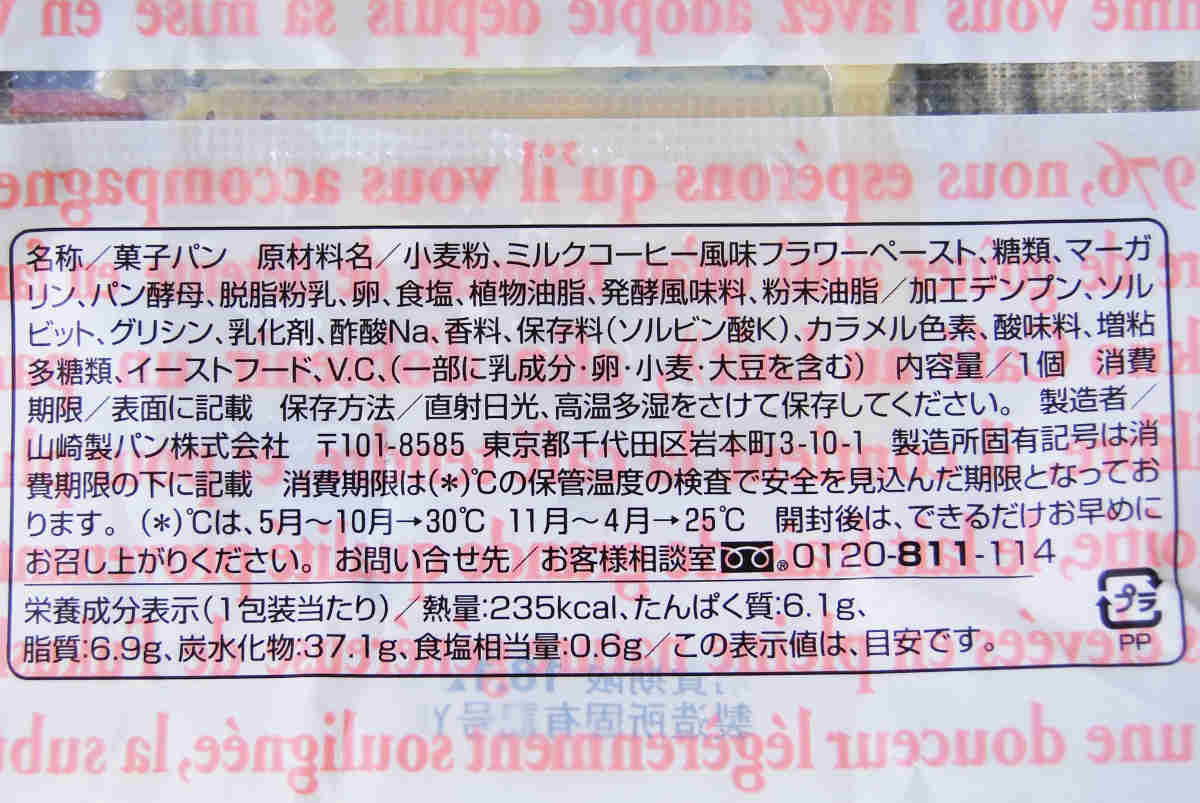 mme vous l'avez adopté depuis sa mise en v
976, nous espérons qu'il vous accompagne
名称／菓子パン　原材料名／小麦粉、ミルクコーヒー風味フラワーペースト、糖類、マーガ
リン、パン酵母、脱脂粉乳、卵、食塩、植物油脂、発酵風味料、粉末油脂／加工デンプン、ソル
ビット、グリシン、乳化剤、酢酸Na、香料、保存料(ソルビン酸K)、カラメル色素、酸味料、増粘
多糖類、イーストフード、V.C、(一部に乳成分・卵・小麦・大豆を含む)　内容量／1個　消費
期限／表面に記載　保存方法／直射日光、高温多湿をさけて保存してください。　製造者／
山崎製パン株式会社　〒101-8585　東京都千代田区岩本町3-10-1　製造所固有記号は消
費期限の下に記載　消費期限は(＊)℃の保管温度の検査で安全を見込んだ期限となってお
ります。　(＊)℃は、5月〜10月→30℃　11月〜4月→25℃　開封後は、できるだけお早めに
お召し上がりください。　お問い合せ先／お客様相談室 ®0120-811-114
栄養成分表示(1包装当たり)／熱量:235kcal、たんぱく質:6.1g、
脂質:6.9g、炭水化物:37.1g、食塩相当量:0.6g／この表示値は、目安です。
プラ
PP
製造所固有記号Y
une douceur légèrement soulignée, la sub